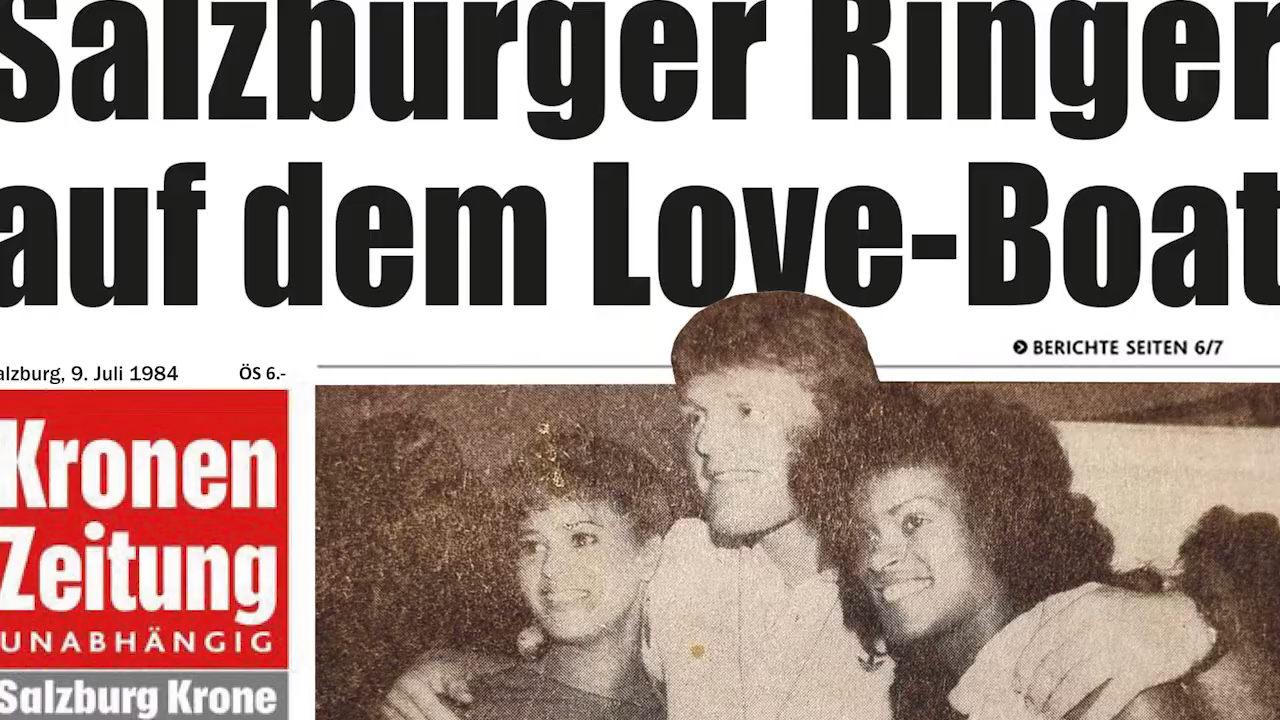 Salzburger Ringer
auf dem Love-Boat
BERICHTE SEITEN 6/7
alzburg, 9. Juli 1984 ÖS 6.-
Kronen
Zeitung
UNABHÄNGIG
Salzburg Krone